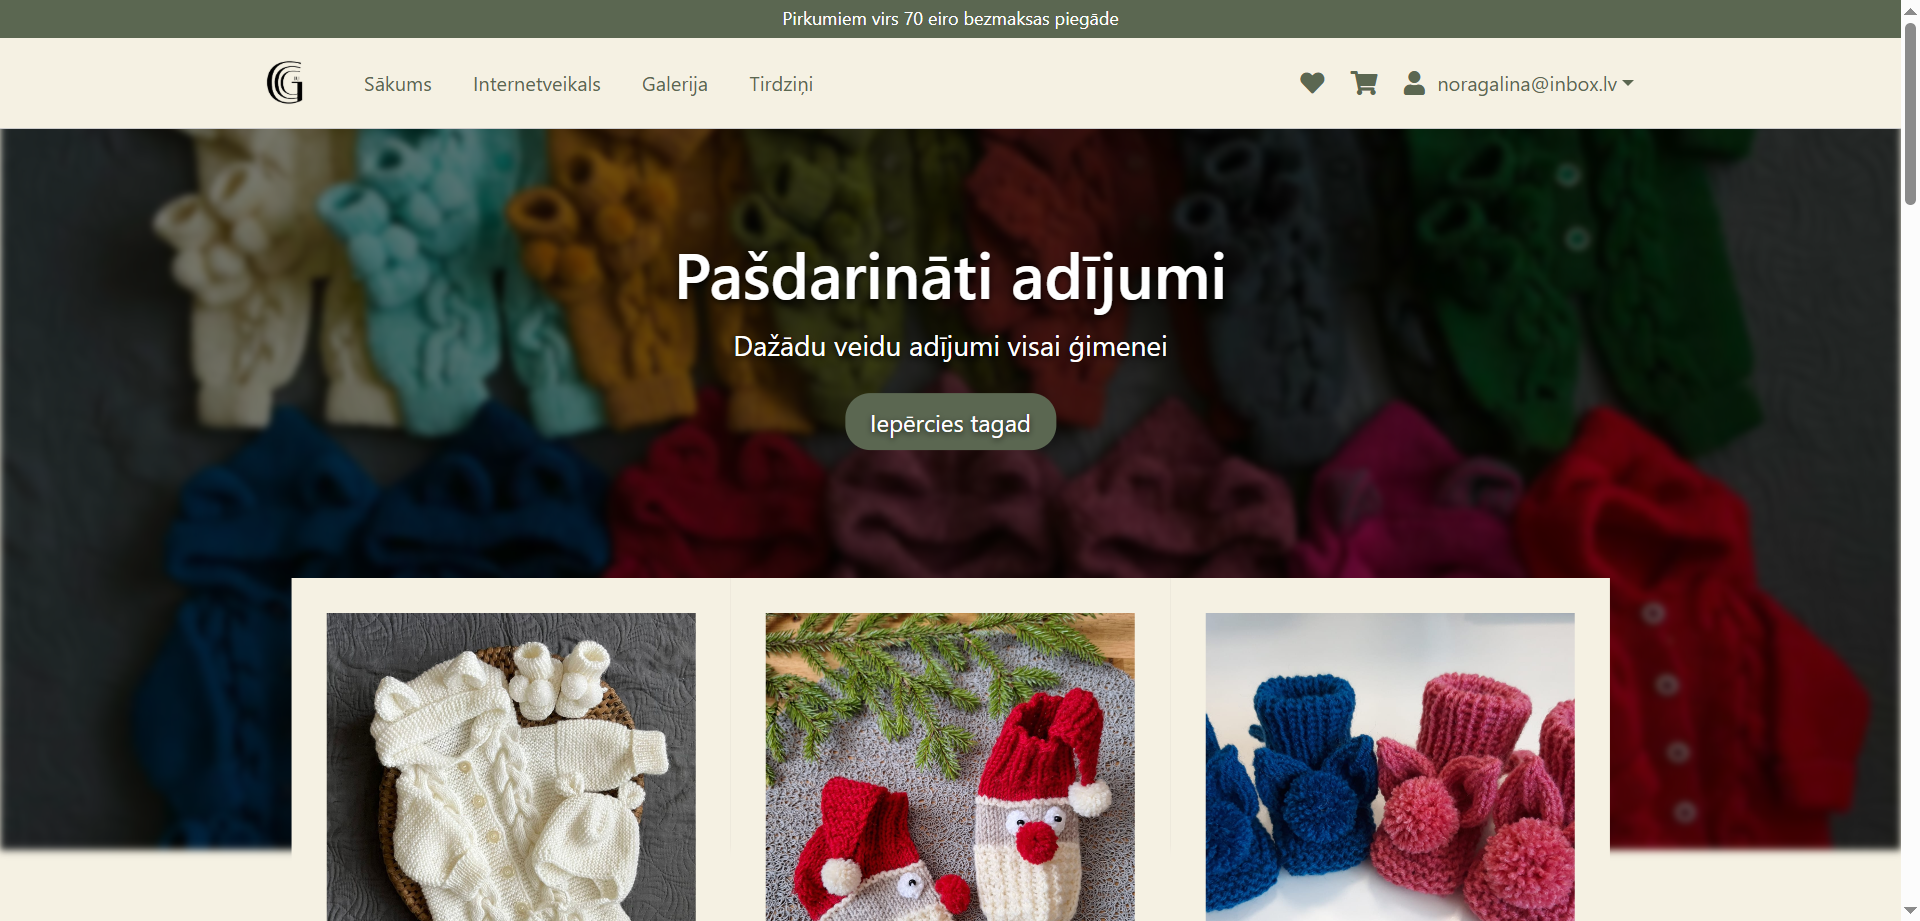 Pirkumiem virs 70 eiro bezmaksas piegāde
Sākums
Internetveikals
Galerija
Tirdziņi
noragalina@inbox.lv
Pašdarināti adījumi
Dažādu veidu adījumi visai ģimenei
Iepērcies tagad